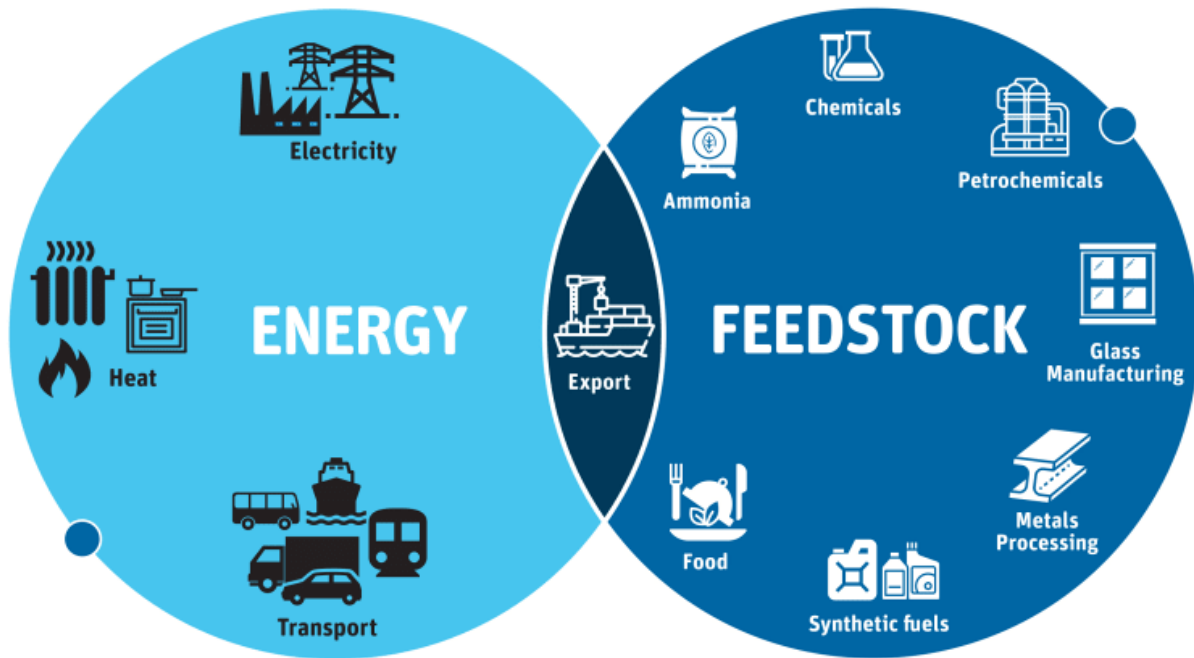 Electricity
Heat
ENERGY
Transport
Export
Chemicals
Ammonia
Petrochemicals
FEEDSTOCK
Glass
Manufacturing
Metals
Processing
Food
Synthetic fuels